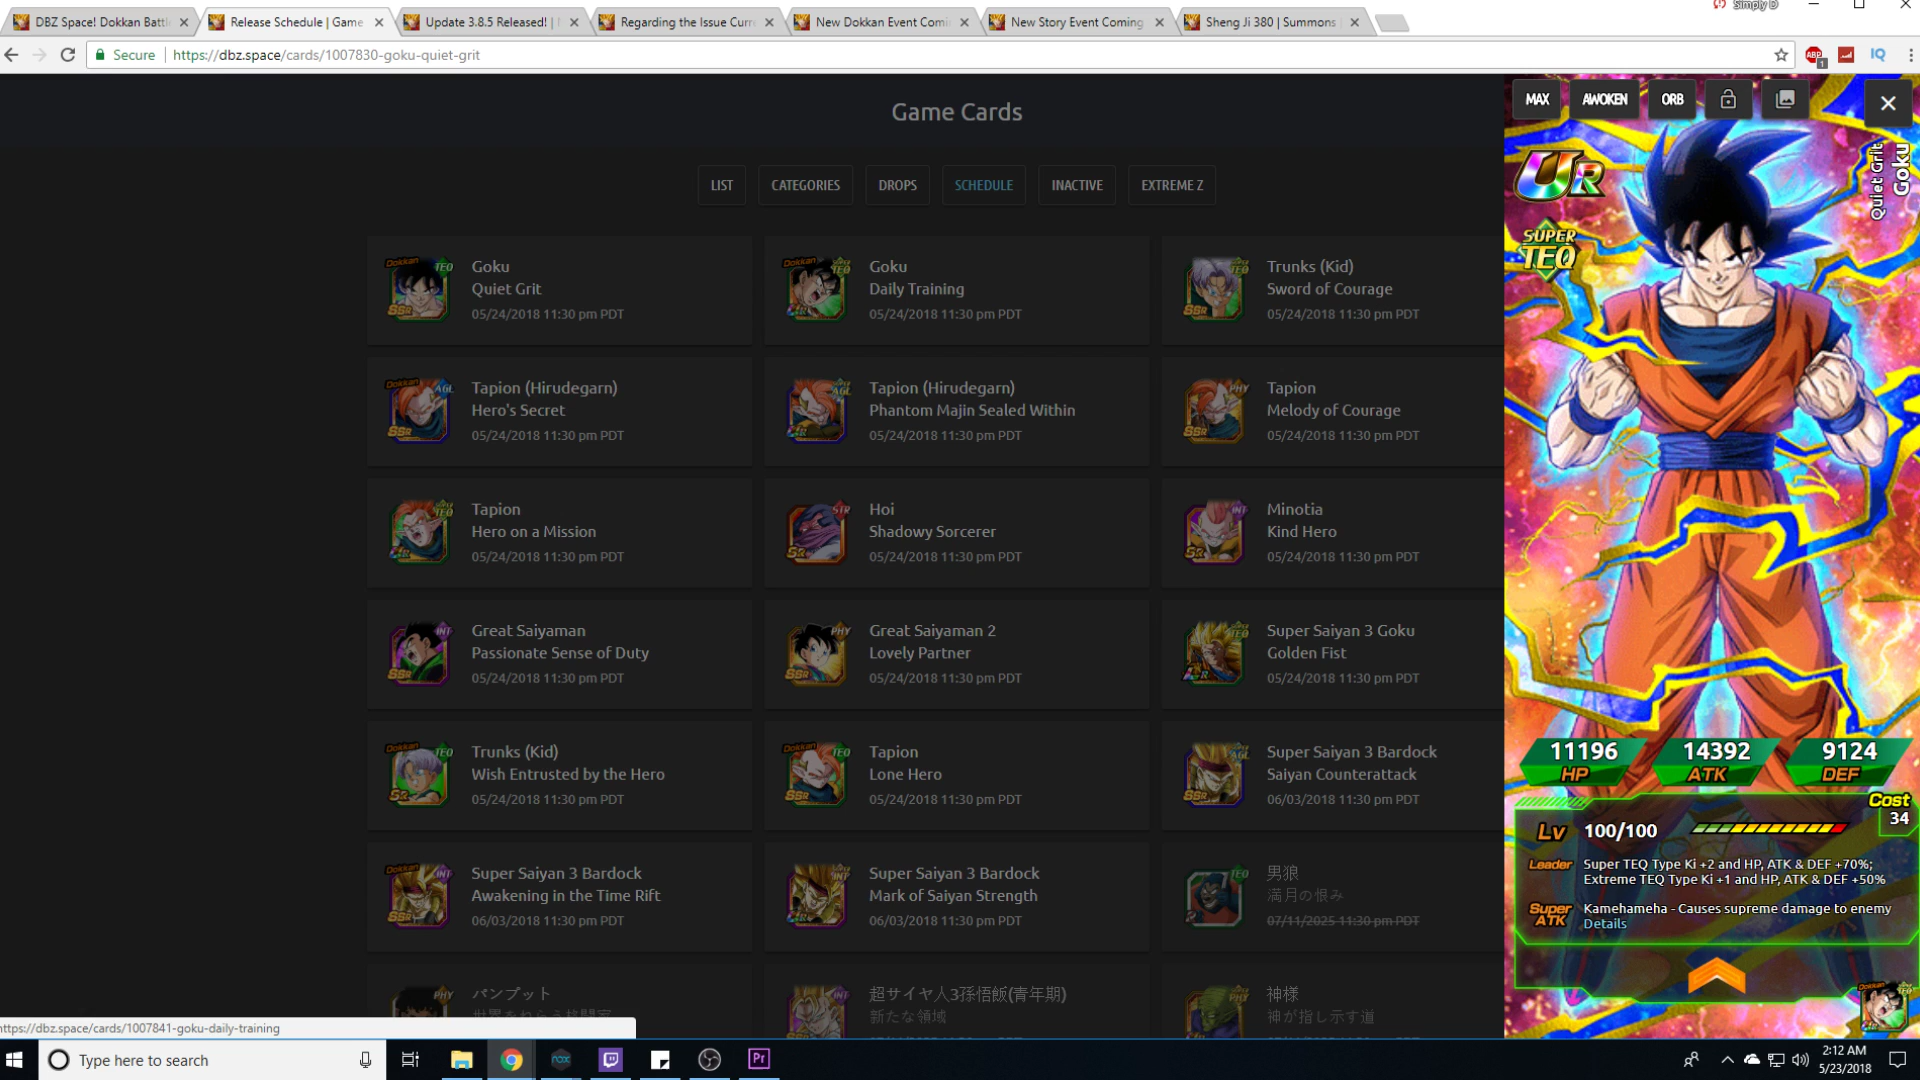 DBZ Space! Dokkan Battl
Release Schedule | Game
Update 3.8.5 Released! |
Regarding the Issue Curr
New Dokkan Event Comi
New Story Event Coming
Sheng Ji 380 | Summons
Simply D
Secure
https://dbz.space/cards/1007830-goku-quiet-grit
ABP
1
IQ
Game Cards
LIST
CATEGORIES
DROPS
SCHEDULE
INACTIVE
EXTREME Z
Goku
Quiet Grit
05/24/2018 11:30 pm PDT
Goku
Daily Training
05/24/2018 11:30 pm PDT
Trunks (Kid)
Sword of Courage
05/24/2018 11:30 pm PDT
Tapion (Hirudegarn)
Hero's Secret
05/24/2018 11:30 pm PDT
Tapion (Hirudegarn)
Phantom Majin Sealed Within
05/24/2018 11:30 pm PDT
Tapion
Melody of Courage
05/24/2018 11:30 pm PDT
Tapion
Hero on a Mission
05/24/2018 11:30 pm PDT
Hoi
Shadowy Sorcerer
05/24/2018 11:30 pm PDT
Minotia
Kind Hero
05/24/2018 11:30 pm PDT
Great Saiyaman
Passionate Sense of Duty
05/24/2018 11:30 pm PDT
Great Saiyaman 2
Lovely Partner
05/24/2018 11:30 pm PDT
Super Saiyan 3 Goku
Golden Fist
05/24/2018 11:30 pm PDT
Trunks (Kid)
Wish Entrusted by the Hero
05/24/2018 11:30 pm PDT
Tapion
Lone Hero
05/24/2018 11:30 pm PDT
Super Saiyan 3 Bardock
Saiyan Counterattack
06/03/2018 11:30 pm PDT
Super Saiyan 3 Bardock
Awakening in the Time Rift
06/03/2018 11:30 pm PDT
Super Saiyan 3 Bardock
Mark of Saiyan Strength
06/03/2018 11:30 pm PDT
男狼
満月の恨み
07/11/2025 11:30 pm PDT
パンプット
超サイヤ人3孫悟飯(青年期)
新たな領域
神様
神が指し示す道
MAX
AWOKEN
ORB
UR
SUPER
TEQ
Quiet Grit
Goku
11196
HP
14392
ATK
9124
DEF
Cost
34
Lv 100/100
Leader
Super TEQ Type Ki +2 and HP, ATK & DEF +70%;
Extreme TEQ Type Ki +1 and HP, ATK & DEF +50%
Super
ATK
Kamehameha - Causes supreme damage to enemy
Details
https://dbz.space/cards/1007841-goku-daily-training
Type here to search
nox
Pr
2:12 AM
5/23/2018